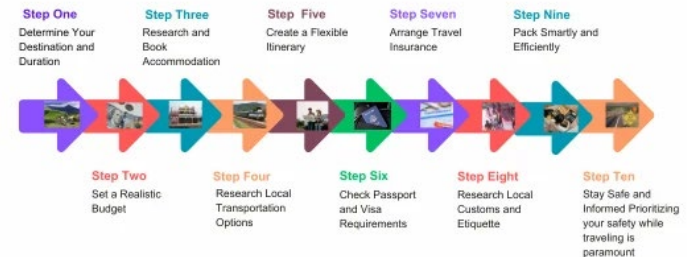 Step One
Determine Your
Destination and
Duration
Step Two
Set a Realistic
Budget
Step Three
Research and
Book
Accommodation
Step Four
Research Local
Transportation
Options
Step Five
Create a Flexible
Itinerary
Step Six
Check Passport
and Visa
Requirements
Step Seven
Arrange Travel
Insurance
Step Eight
Research Local
Customs and
Etiquette
Step Nine
Pack Smartly and
Efficiently
Step Ten
Stay Safe and
Informed Prioritizing
your safety while
traveling is
paramount